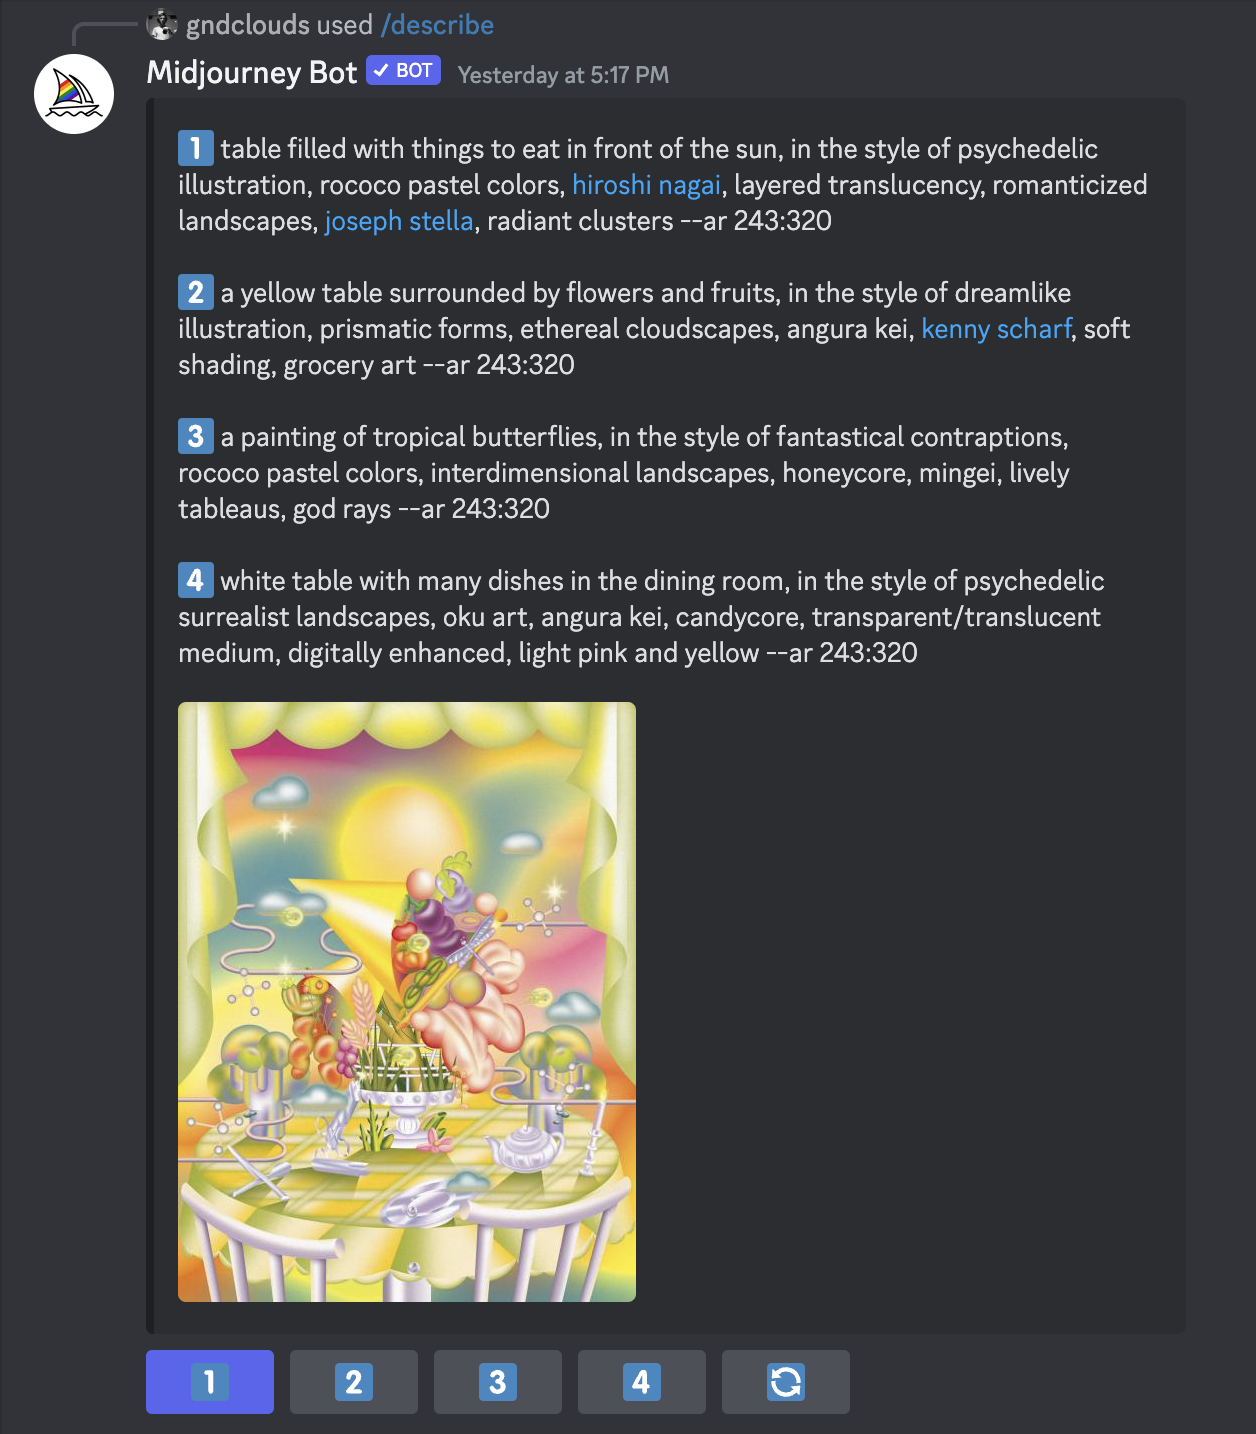 gndclouds used /describe
Midjourney Bot ✓ BOT Yesterday at 5:17 PM
1 table filled with things to eat in front of the sun, in the style of psychedelic
illustration, rococo pastel colors, hiroshi nagai, layered translucency, romanticized
landscapes, joseph stella, radiant clusters --ar 243:320
2 a yellow table surrounded by flowers and fruits, in the style of dreamlike
illustration, prismatic forms, ethereal cloudscapes, angura kei, kenny scharf, soft
shading, grocery art --ar 243:320
3 a painting of tropical butterflies, in the style of fantastical contraptions,
rococo pastel colors, interdimensional landscapes, honeycore, mingei, lively
tableaus, god rays --ar 243:320
4 white table with many dishes in the dining room, in the style of psychedelic
surrealist landscapes, oku art, angura kei, candycore, transparent/translucent
medium, digitally enhanced, light pink and yellow --ar 243:320
1 2 3 4